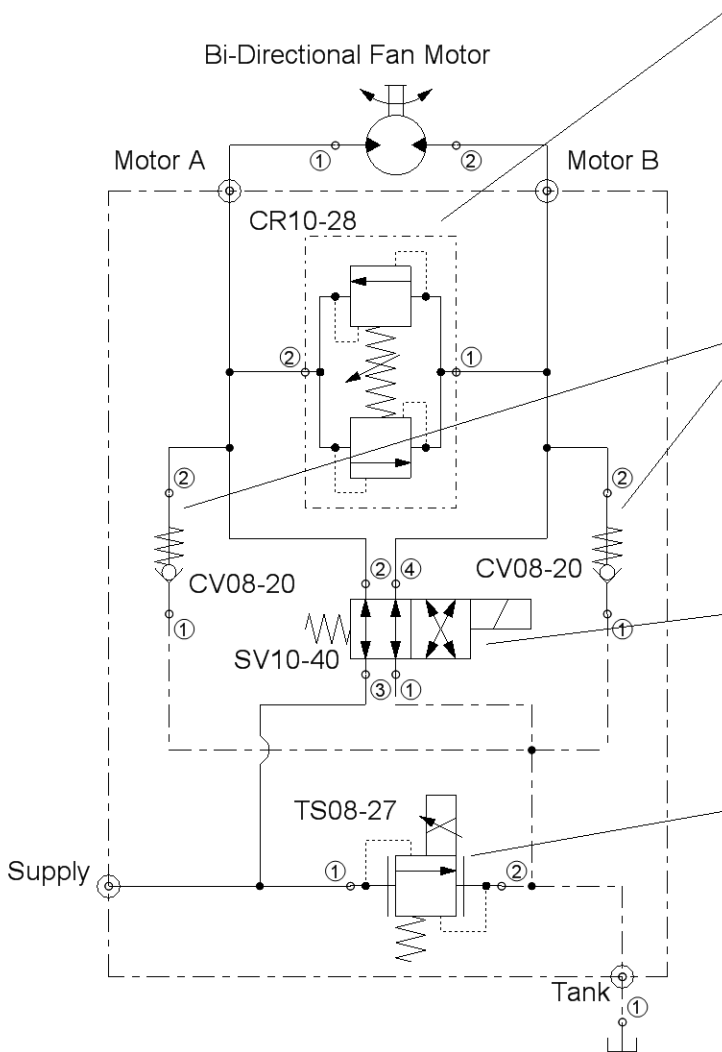 Bi-Directional Fan Motor
① ②
Motor A Motor B
CR10-28
② ①
② ②
② ④
CV08-20 CV08-20
① ①
SV10-40
③ ①
TS08-27
Supply ① ②
Tank
①